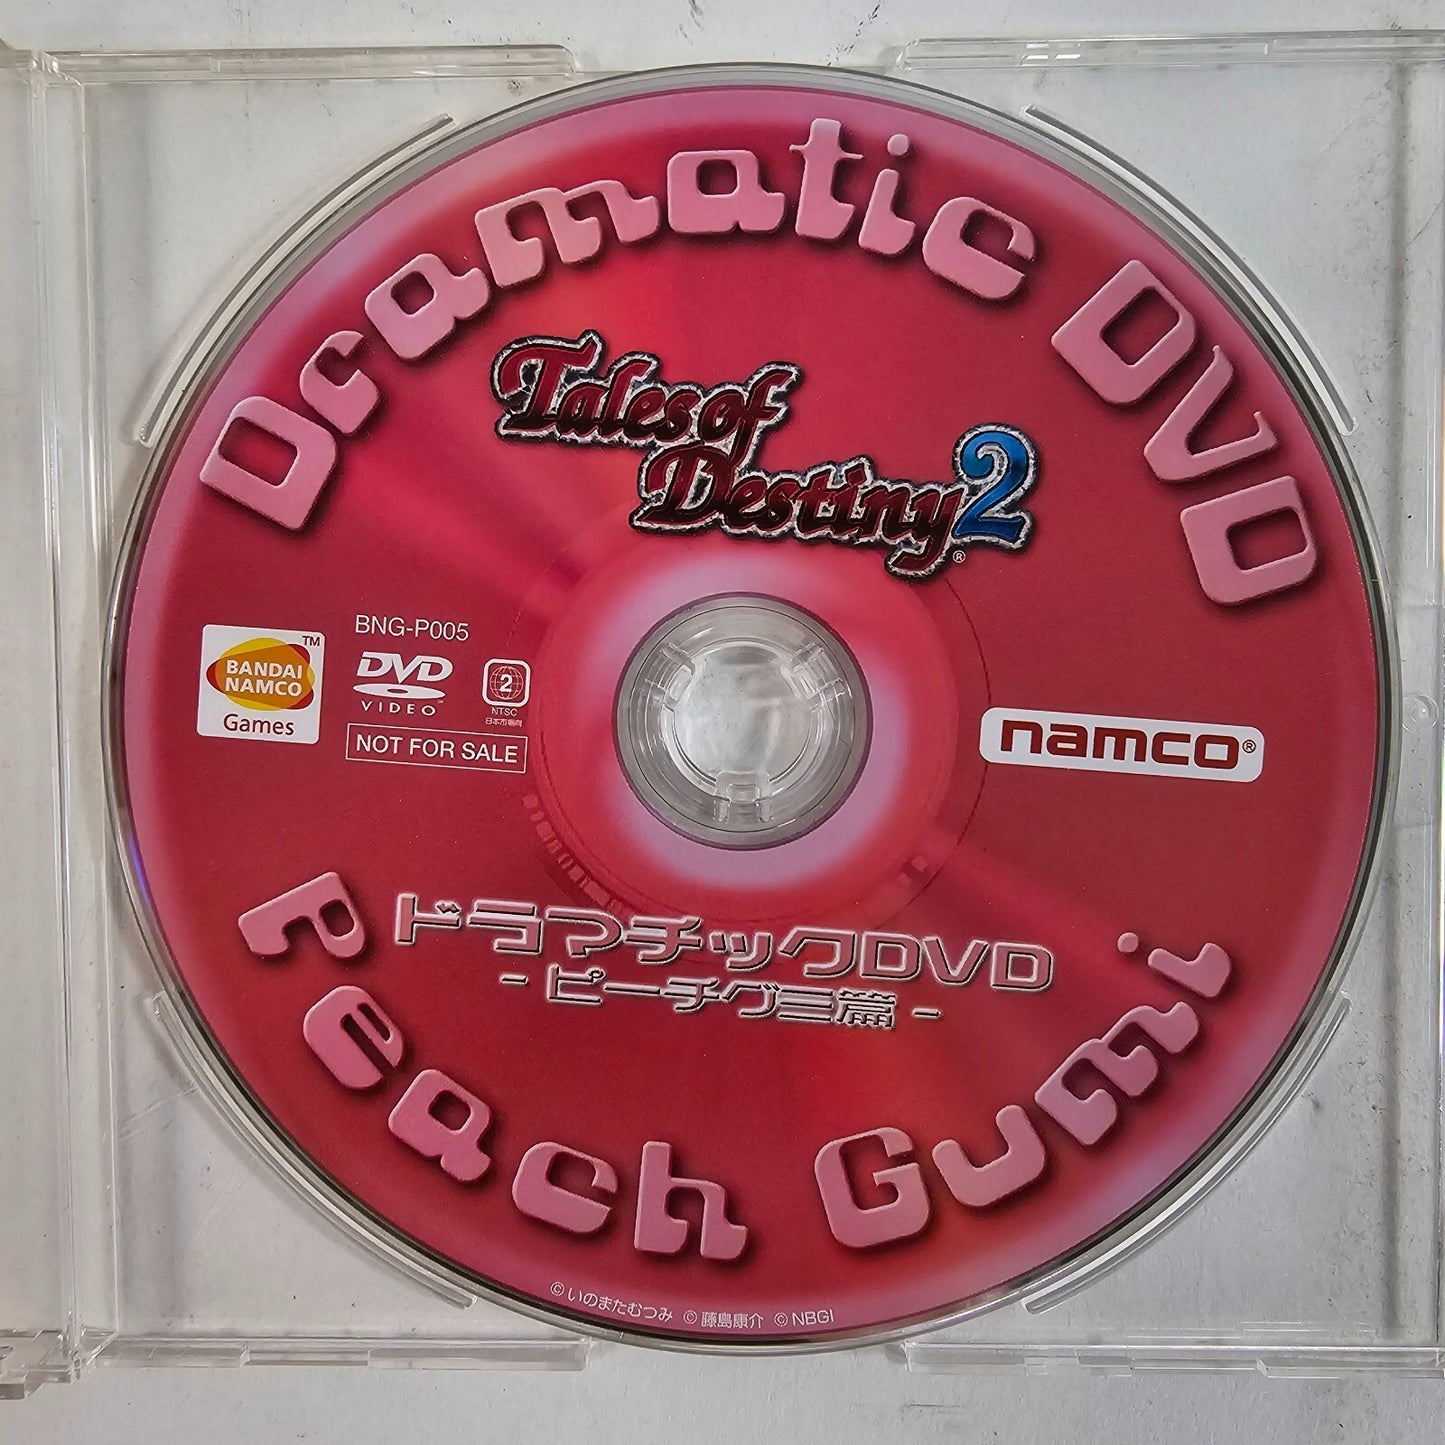 Dramatic DVD
Tales of
Destiny 2
®
BNG-P005
BANDAI
NAMCO
TM
Games
DVD
VIDEO
2
NTSC
日本市場向
NOT FOR SALE
namco®
ドラマチックDVD
- ピーチグミ篇 -
Peach Gumi
©いのまたむつみ ©藤島康介 ©NBGI